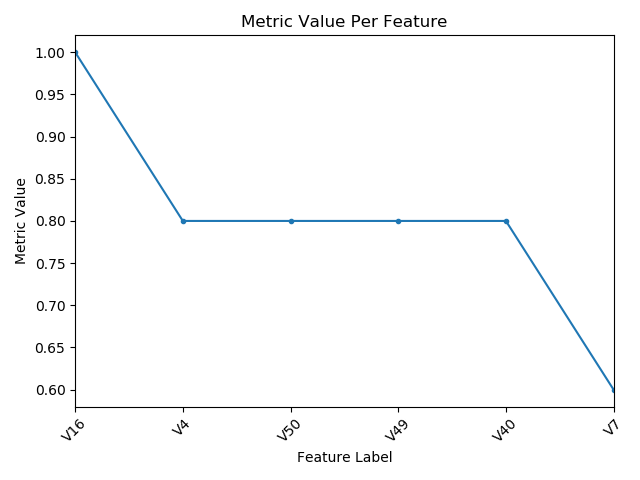 Metric Value Per Feature
1.00
0.95
0.90
0.85
0.80
0.75
0.70
0.65
0.60
Metric Value
V16
V4
V50
V49
V40
V7
Feature Label